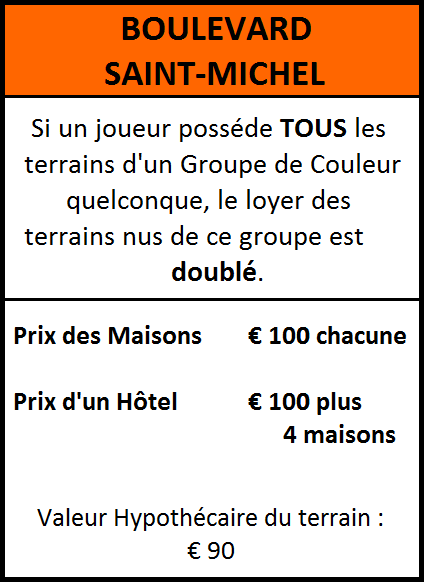 BOULEVARD
SAINT-MICHEL
Si un joueur posséde TOUS les
terrains d'un Groupe de Couleur
quelconque, le loyer des
terrains nus de ce groupe est
doublé.
Prix des Maisons € 100 chacune
Prix d'un Hôtel € 100 plus
4 maisons
Valeur Hypothécaire du terrain :
€ 90